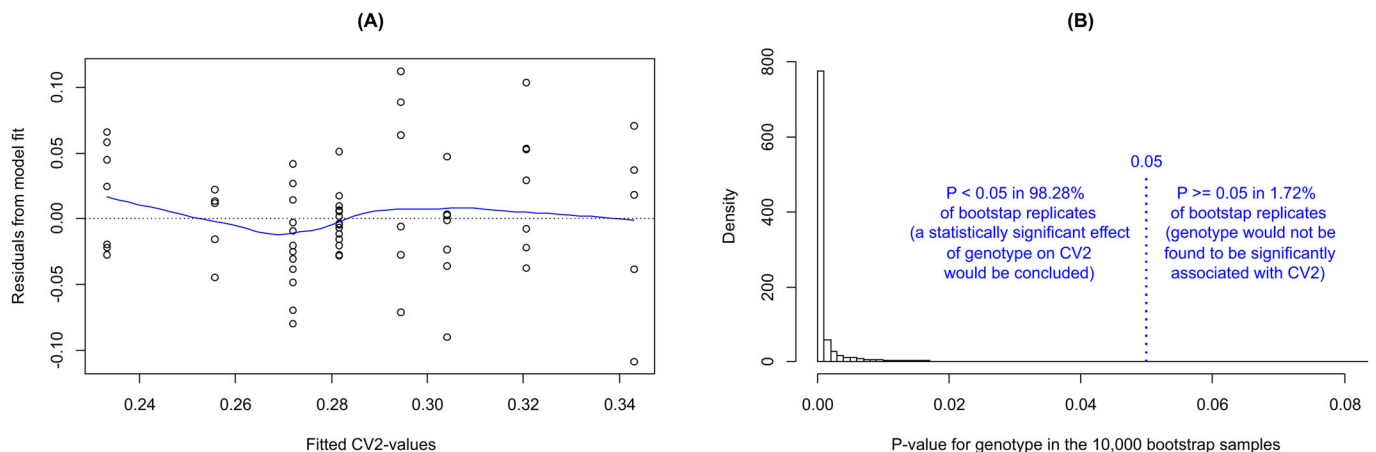 (A)
Residuals from model fit
0.10
0.05
0.00
-0.05
-0.10
0.24 0.26 0.28 0.30 0.32 0.34
Fitted CV2-values
(B)
Density
800
600
400
200
0
0.05
P < 0.05 in 98.28%
of bootstap replicates
(a statistically significant effect
of genotype on CV2
would be concluded)
P >= 0.05 in 1.72%
of bootstap replicates
(genotype would not be
found to be significantly
associated with CV2)
0.00 0.02 0.04 0.06 0.08
P-value for genotype in the 10,000 bootstrap samples